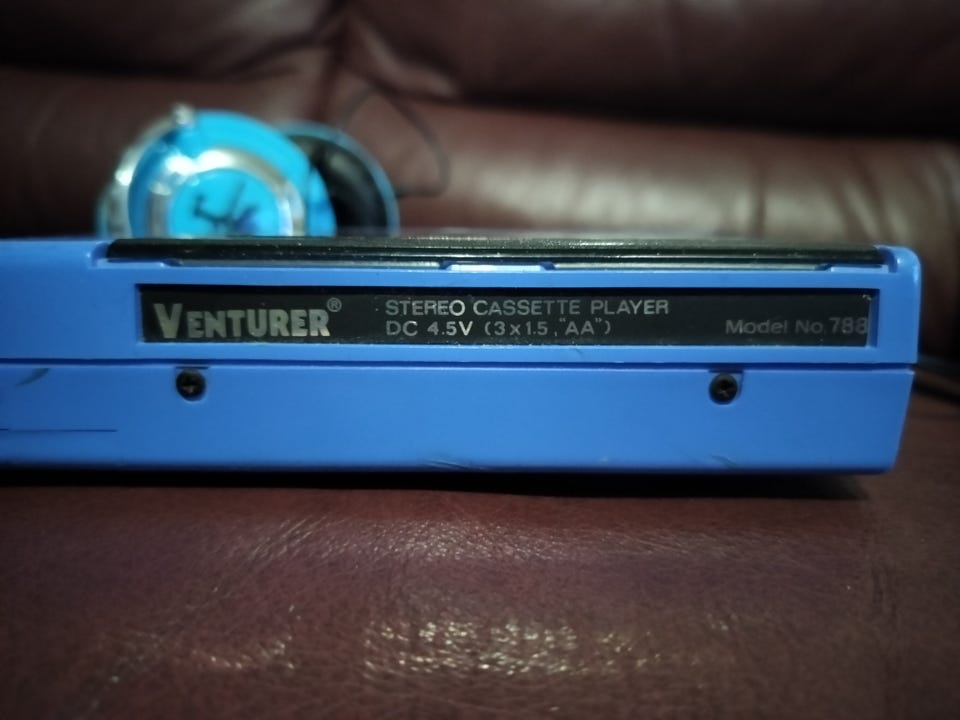 VENTURER®
STEREO CASSETTE PLAYER
DC 4.5V (3x1.5,"AA")
Model No.788